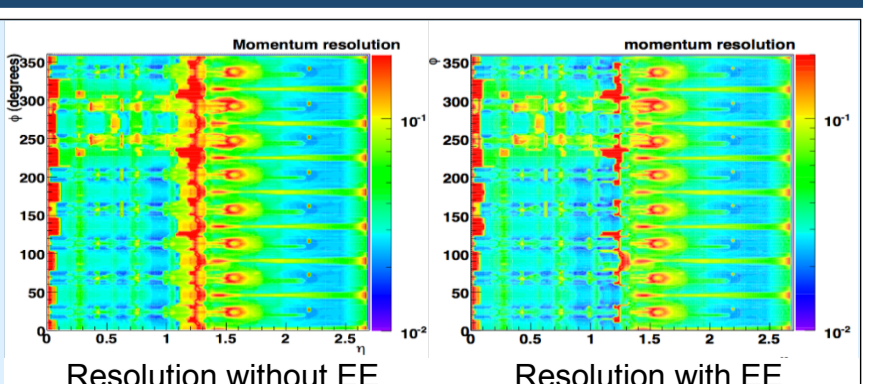 Momentum resolution
φ (degrees)
350
300
250
200
150
100
50
0
0 0.5 1 1.5 2 2.5
η
10-1
10-2
Resolution without EE
momentum resolution
φ
350
300
250
200
150
100
50
0
0 0.5 1 1.5 2 2.5
10-1
10-2
Resolution with EE